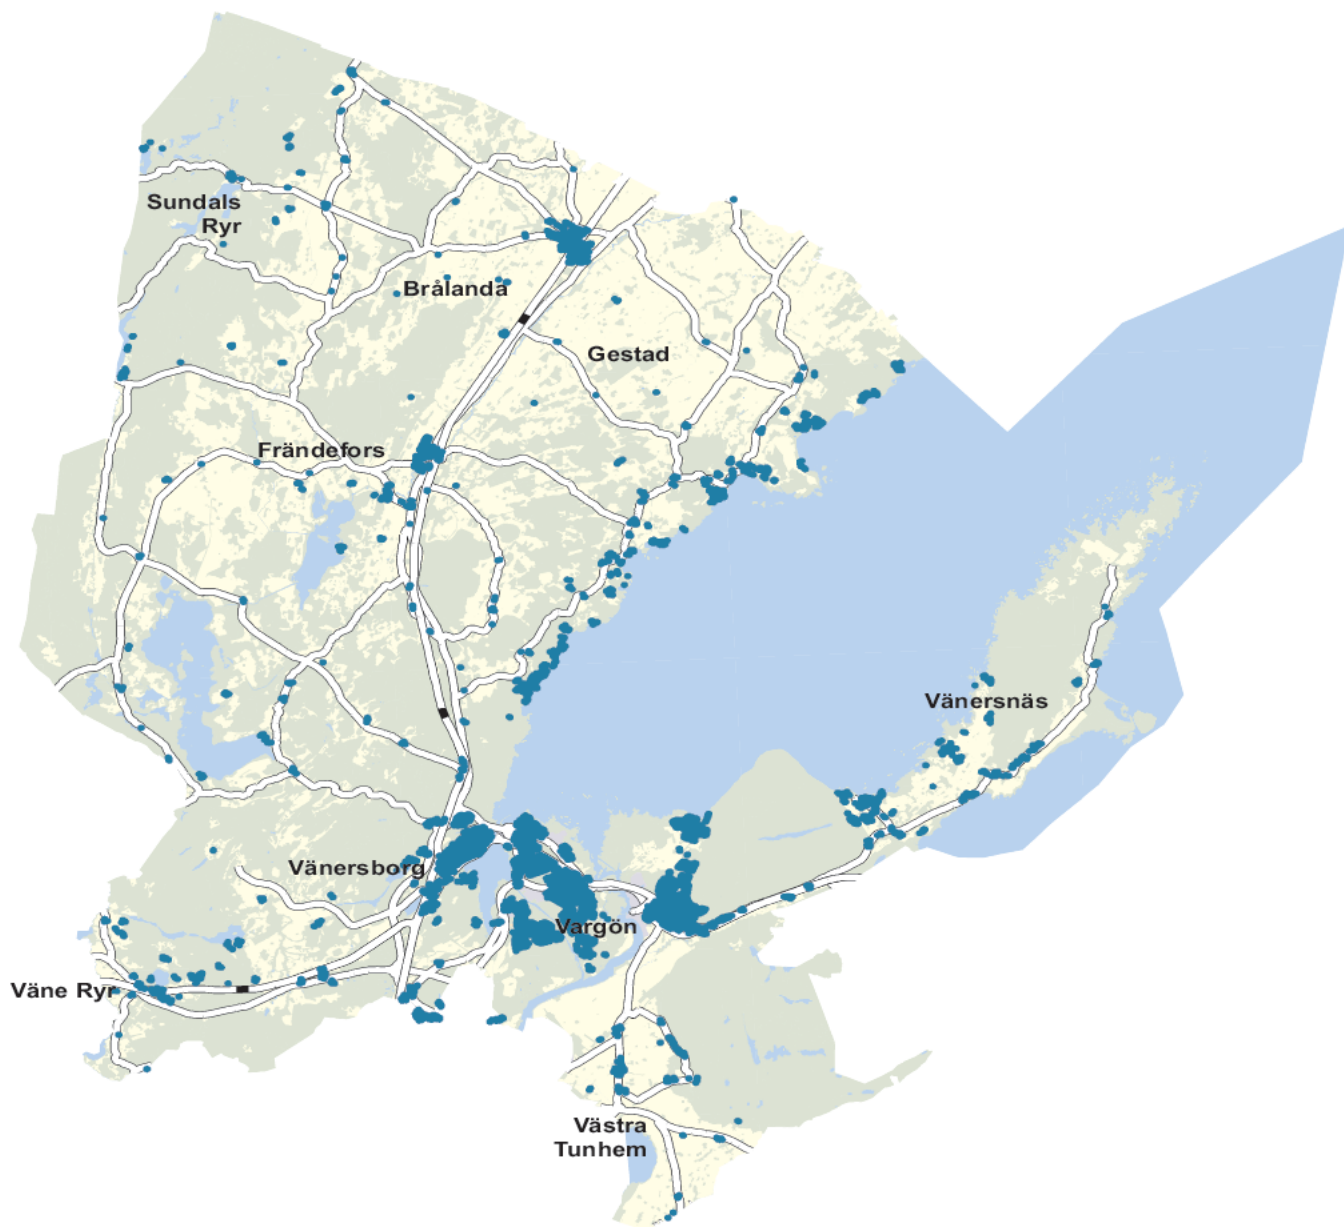 Sundals
Ryr
Brålanda
Gestad
Frändefors
Vänersnäs
Vänersborg
Vargön
Väne Ryr
Västra
Tunhem